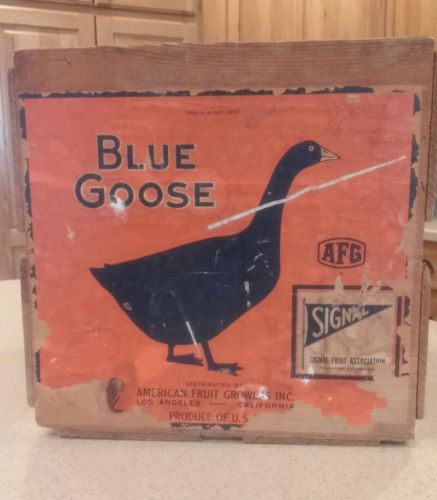 BLUE
GOOSE
AFG
SIGNAL
SIGNAL FRUIT ASSOCIATION
DISTRIBUTED BY
AMERICAN FRUIT GROWERS INC.
LOS ANGELES — CALIFORNIA
PRODUCE OF U.S.